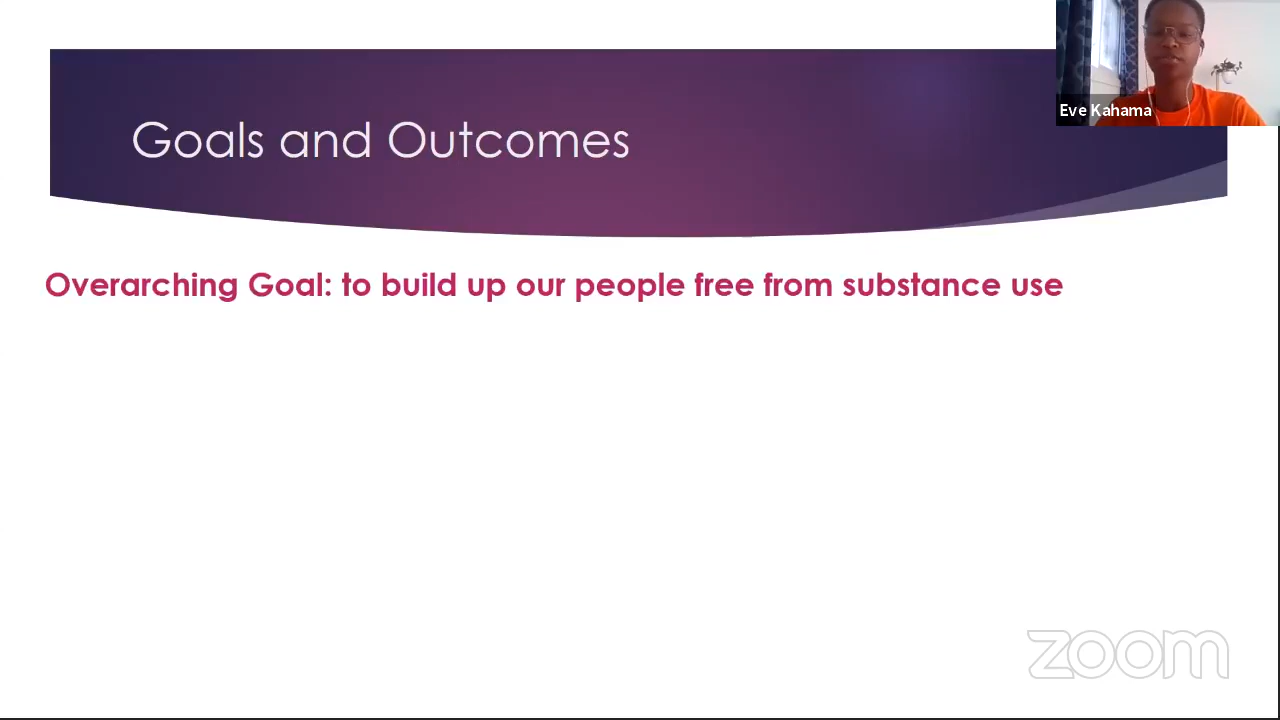 Eve Kahama
Goals and Outcomes
Overarching Goal: to build up our people free from substance use
zoom